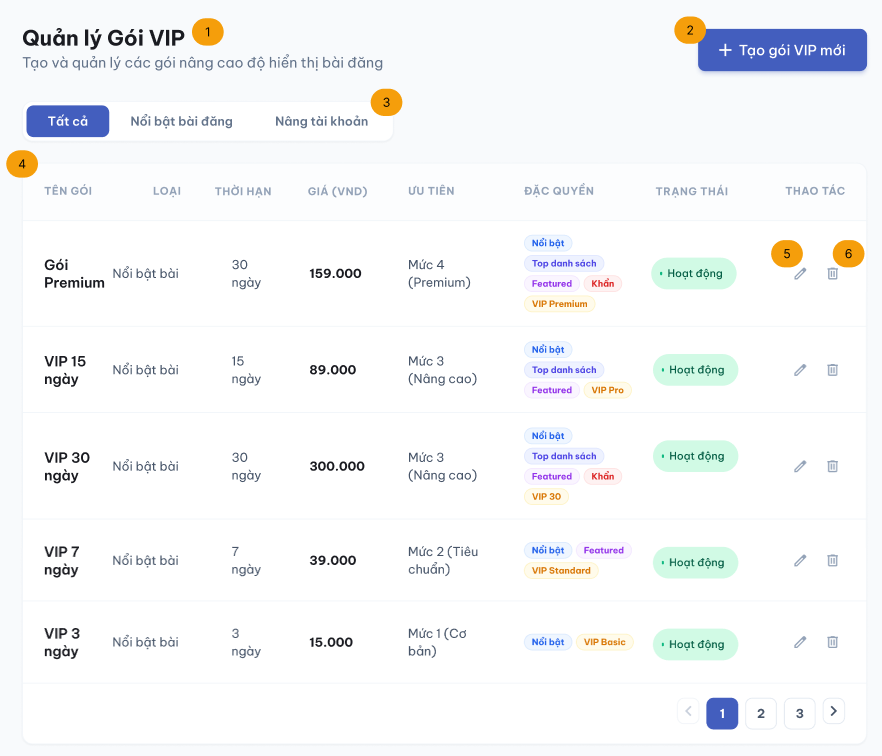 Quản lý Gói VIP 1
Tạo và quản lý các gói nâng cao độ hiển thị bài đăng
2
+ Tạo gói VIP mới
3
Tất cả Nổi bật bài đăng Nâng tài khoản
4
TÊN GÓI LOẠI THỜI HẠN GIÁ (VND) ƯU TIÊN ĐẶC QUYỀN TRẠNG THÁI THAO TÁC
5 6
Gói
Premium
Nổi bật bài
30
ngày
159.000
Mức 4
(Premium)
Nổi bật
Top danh sách
Featured Khẩn
VIP Premium
Hoạt động
VIP 15
ngày
Nổi bật bài
15
ngày
89.000
Mức 3
(Nâng cao)
Nổi bật
Top danh sách
Featured VIP Pro
Hoạt động
VIP 30
ngày
Nổi bật bài
30
ngày
300.000
Mức 3
(Nâng cao)
Nổi bật
Top danh sách
Featured Khẩn
VIP 30
Hoạt động
VIP 7
ngày
Nổi bật bài
7
ngày
39.000
Mức 2 (Tiêu
chuẩn)
Nổi bật Featured
VIP Standard
Hoạt động
VIP 3
ngày
Nổi bật bài
3
ngày
15.000
Mức 1 (Cơ
bản)
Nổi bật VIP Basic
Hoạt động
1 2 3